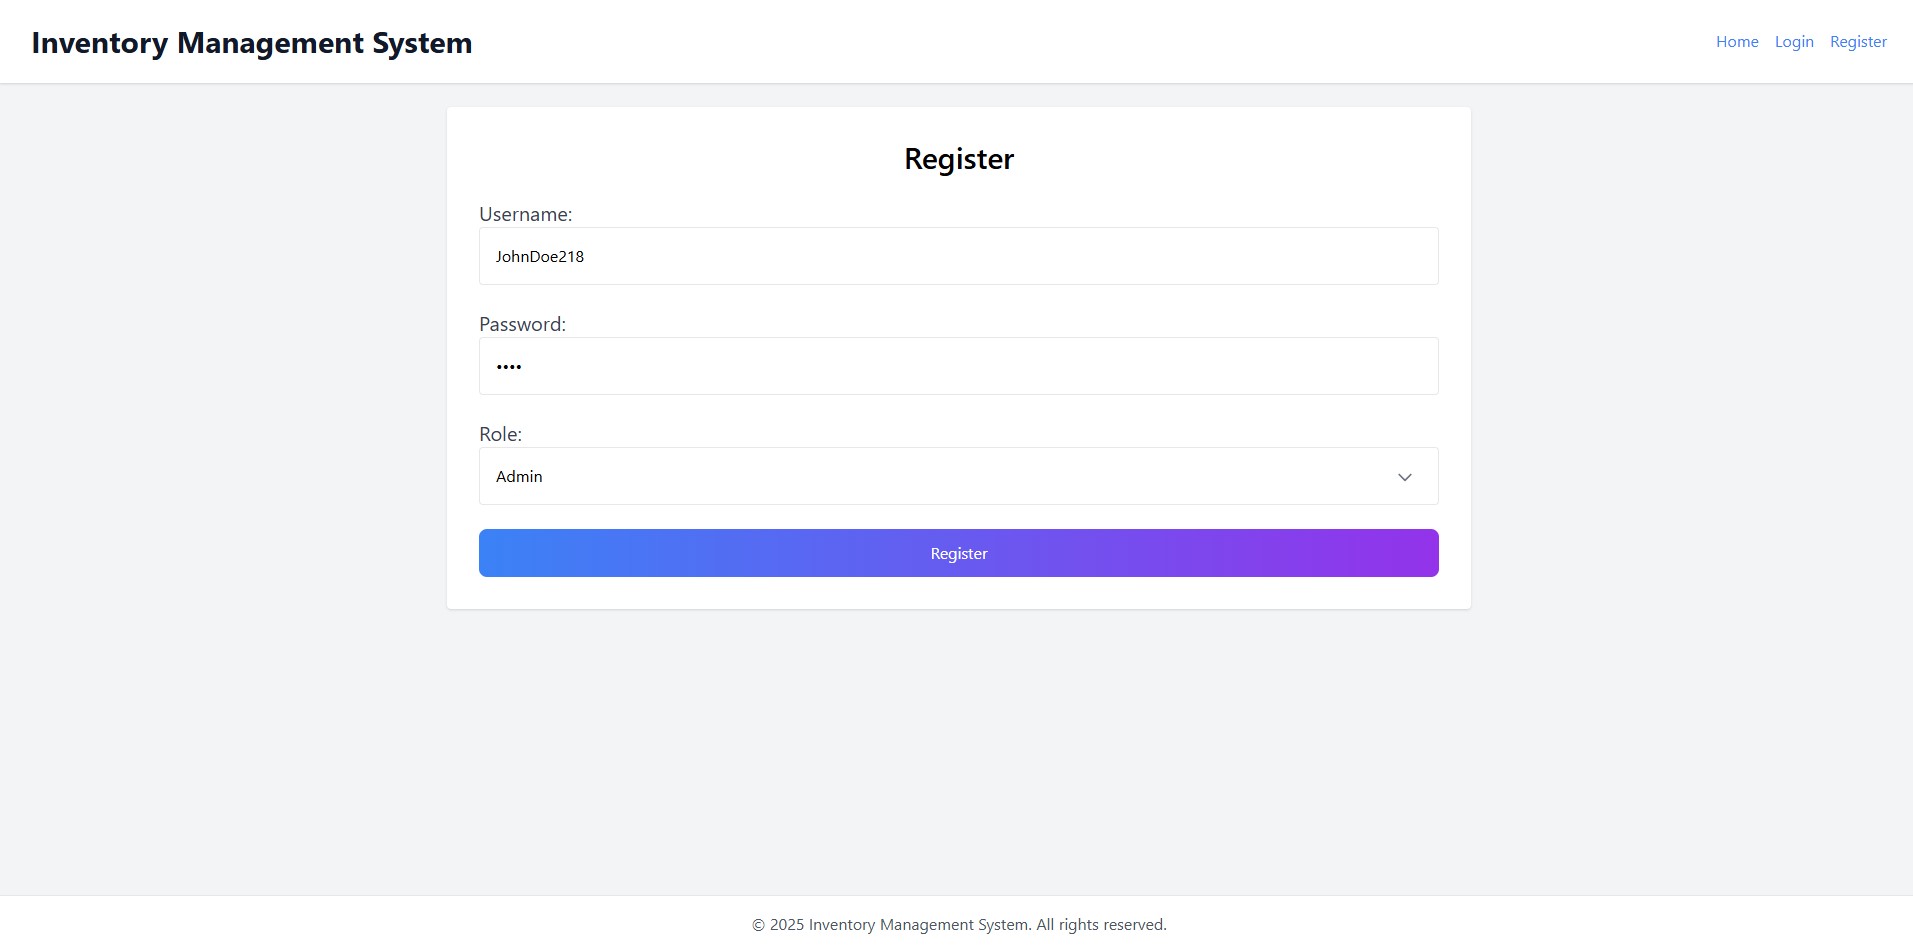 Inventory Management System
Home Login Register
Register
Username:
JohnDoe218
Password:
••••
Role:
Admin
Register
© 2025 Inventory Management System. All rights reserved.